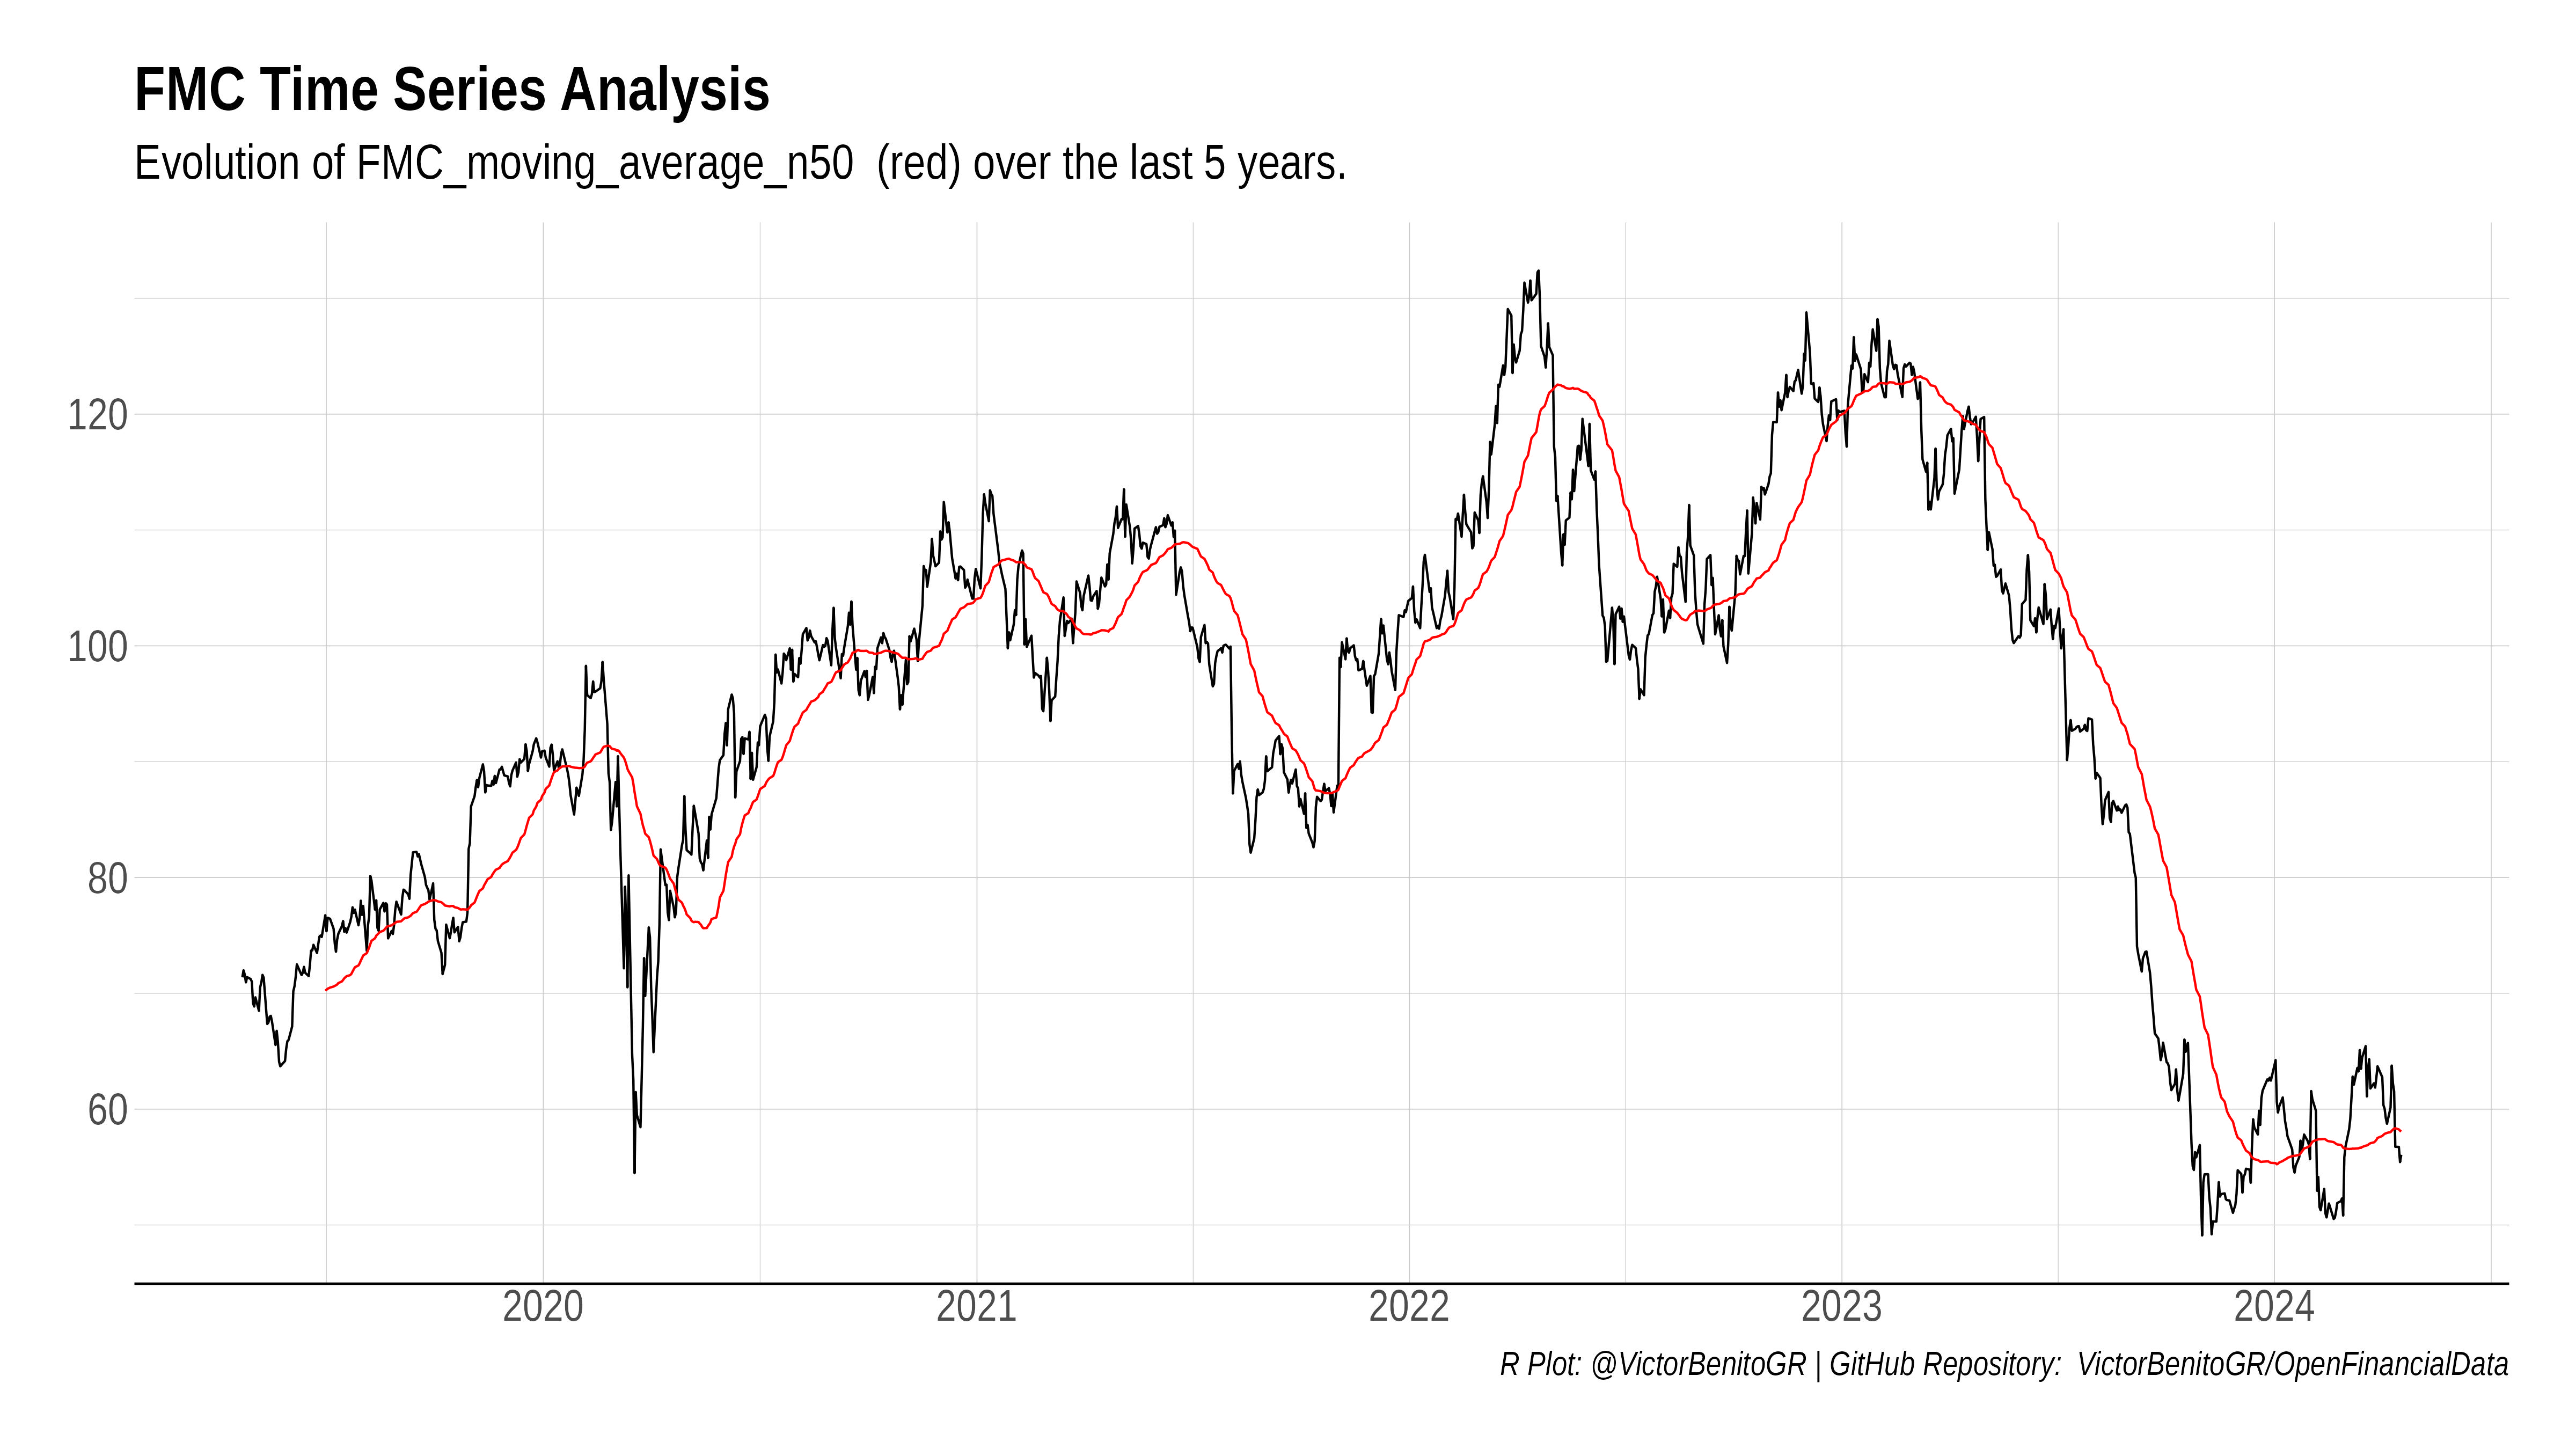 FMC Time Series Analysis
Evolution of FMC_moving_average_n50  (red) over the last 5 years.
120
100
80
60
2020 2021 2022 2023 2024
R Plot: @VictorBenitoGR | GitHub Repository:  VictorBenitoGR/OpenFinancialData